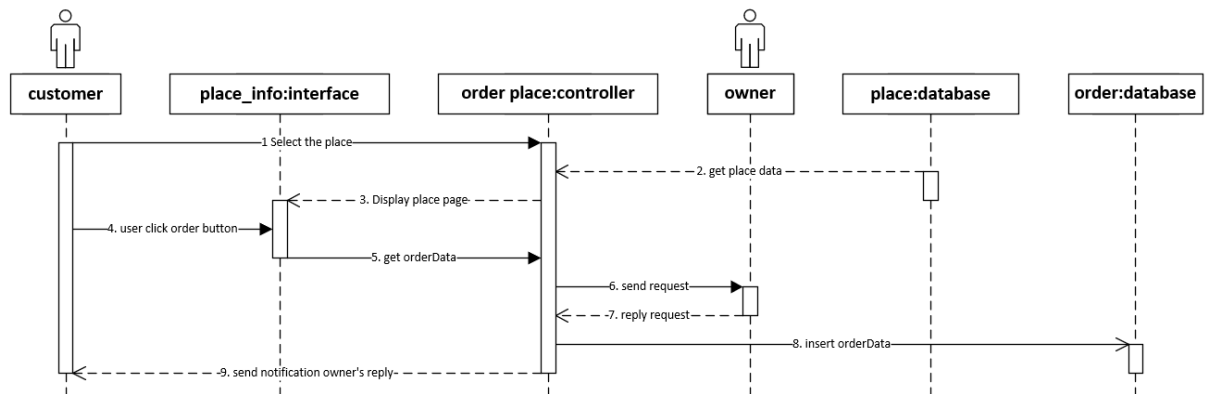 customer
place_info:interface
order place:controller
owner
place:database
order:database
1 Select the place
2. get place data
3. Display place page
4. user click order button
5. get orderData
6. send request
7. reply request
8. insert orderData
9. send notification owner's reply